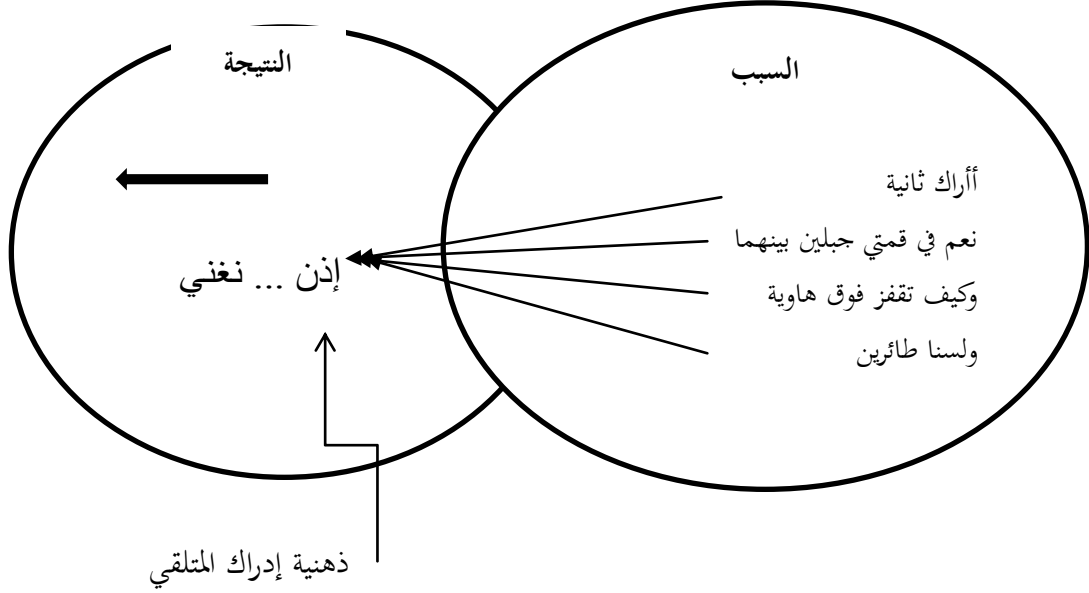 السبب
أأراك ثانية
نعم في قمتي جبلين بينهما
وكيف تقفز فوق هاوية
ولسنا طائرين
النتيجة
إذن ... نغني
ذهنية إدراك المتلقي